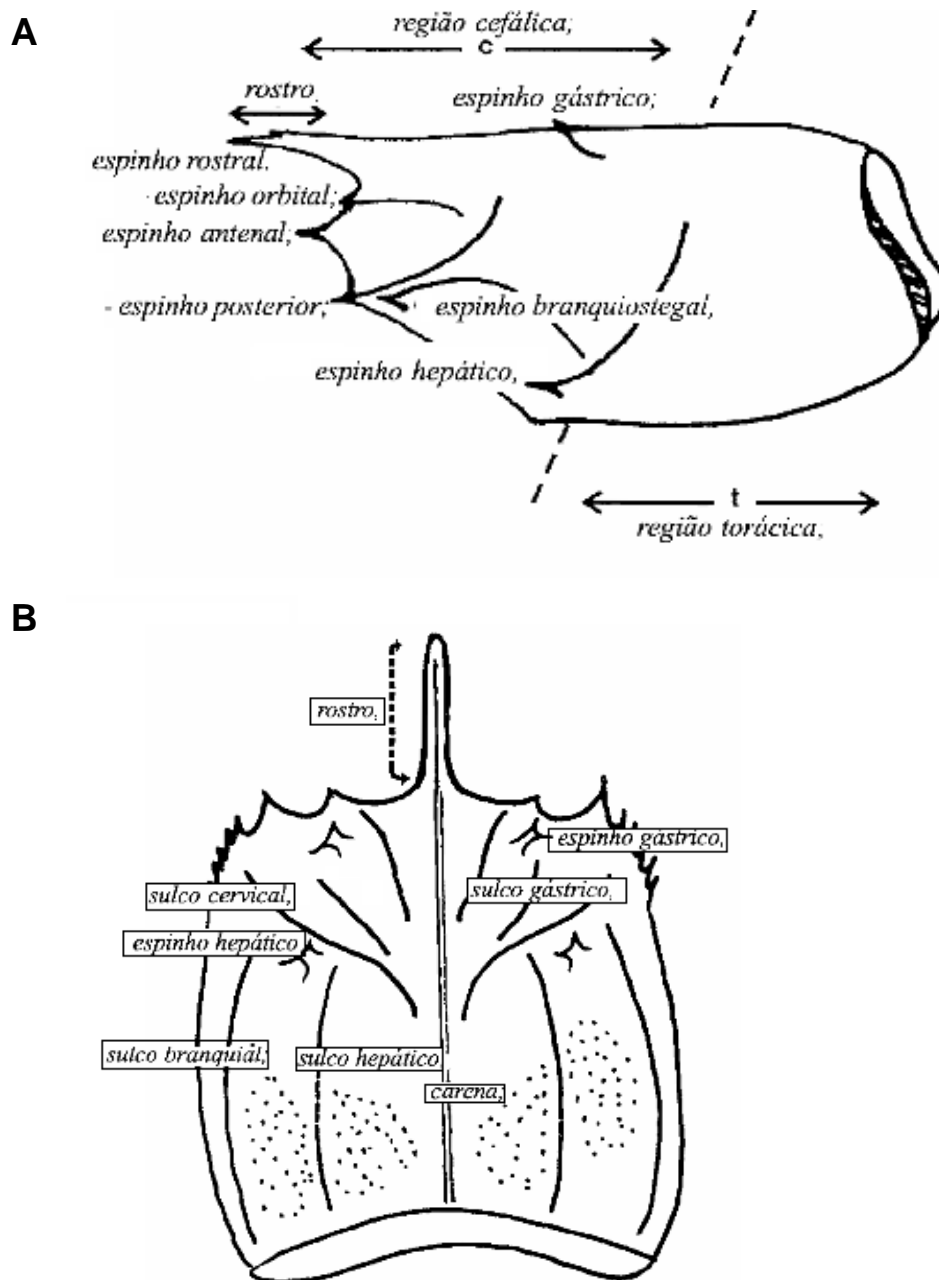 A
região cefálica;
c
rostro,
espinho gástrico;
espinho rostral.
espinho orbital;
espinho antenal;
- espinho posterior,
espinho branquiostegal,
espinho hepático,
t
região torácica,
B
rostro,
espinho gástrico,
sulco cervical,
sulco gástrico,
espinho hepático
sulco branquiál;
sulco hepático
carena,